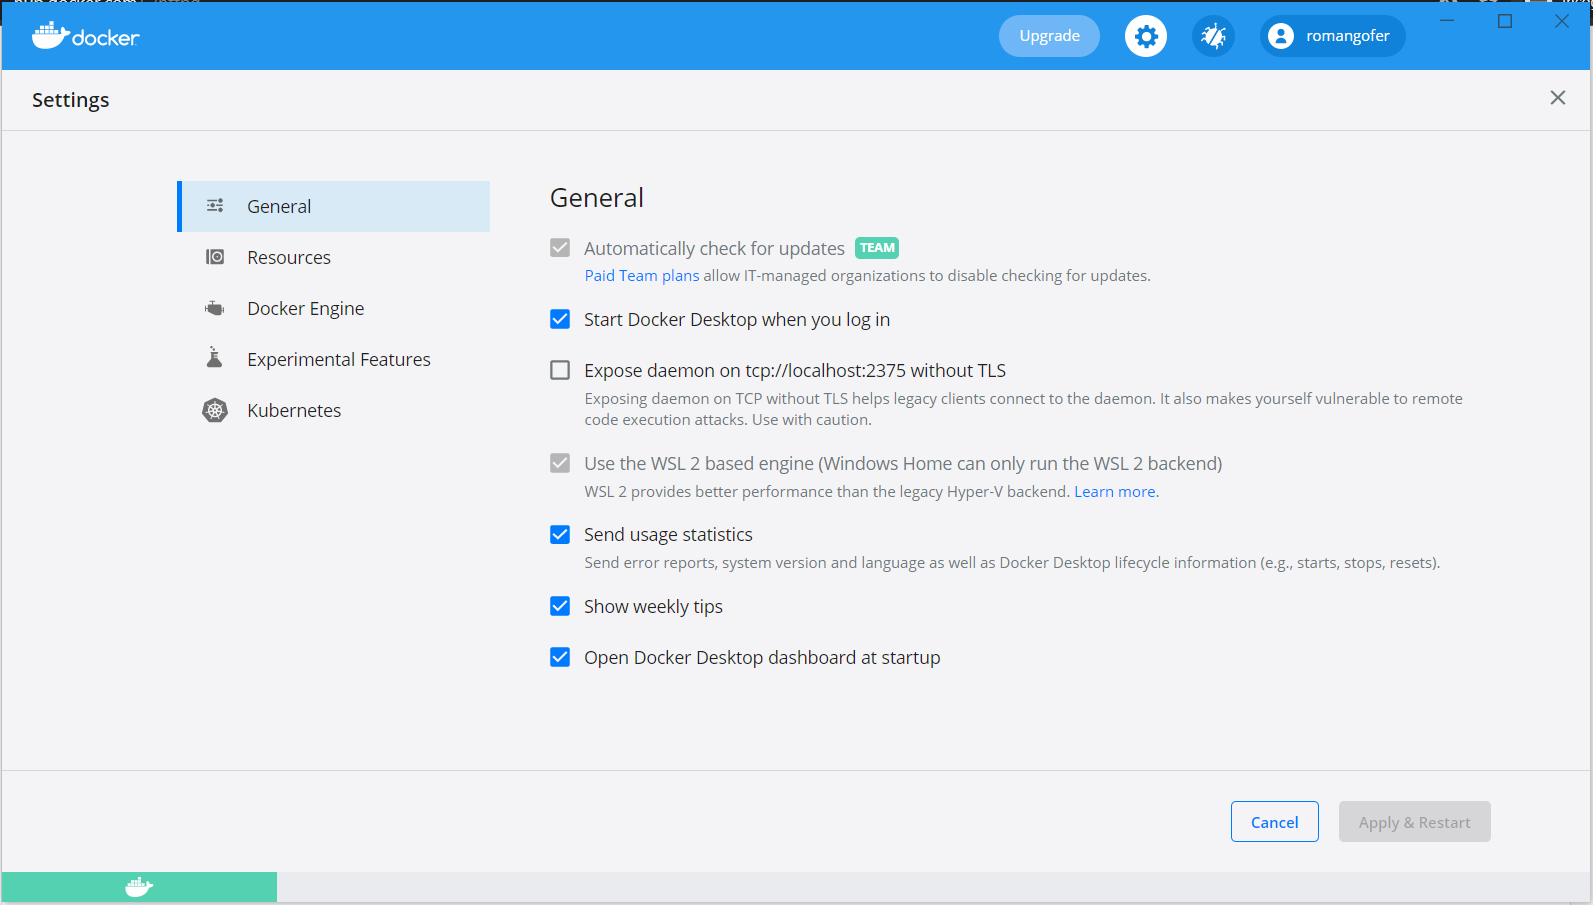 docker
Upgrade
romangofer
Settings
General
Resources
Docker Engine
Experimental Features
Kubernetes
General
Automatically check for updates TEAM
Paid Team plans allow IT-managed organizations to disable checking for updates.
Start Docker Desktop when you log in
Expose daemon on tcp://localhost:2375 without TLS
Exposing daemon on TCP without TLS helps legacy clients connect to the daemon. It also makes yourself vulnerable to remote
code execution attacks. Use with caution.
Use the WSL 2 based engine (Windows Home can only run the WSL 2 backend)
WSL 2 provides better performance than the legacy Hyper-V backend. Learn more.
Send usage statistics
Send error reports, system version and language as well as Docker Desktop lifecycle information (e.g., starts, stops, resets).
Show weekly tips
Open Docker Desktop dashboard at startup
Cancel
Apply & Restart